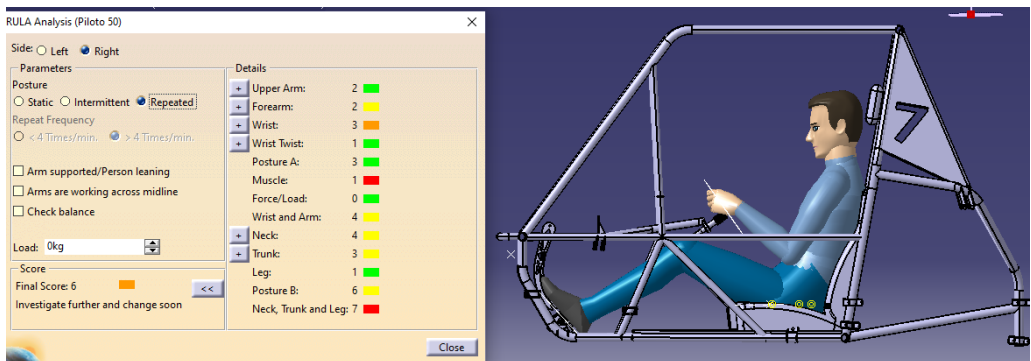 RULA Analysis (Piloto 50)
Side: Left Right
Parameters
Posture
Static Intermittent Repeated
Repeat Frequency
< 4 Times/min. > 4 Times/min.
Arm supported/Person leaning
Arms are working across midline
Check balance
Load: 0kg
Score
Final Score: 6
<<
Investigate further and change soon
Details
+ Upper Arm: 2
+ Forearm: 2
+ Wrist: 3
+ Wrist Twist: 1
Posture A: 3
Muscle: 1
Force/Load: 0
Wrist and Arm: 4
+ Neck: 4
+ Trunk: 3
Leg: 1
Posture B: 6
Neck, Trunk and Leg: 7
Close
7